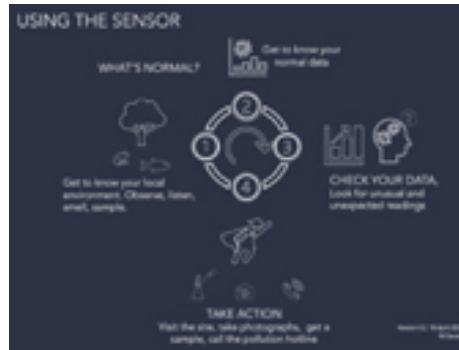 USING THE SENSOR
WHAT'S NORMAL?
Get to know your
normal data
2
1
3
4
Get to know your local
environment. Observe, listen,
smell, sample.
CHECK YOUR DATA,
Look for unusual and
unexpected readings
TAKE ACTION
Visit the site, take photographs, get a
sample, call the pollution hotline